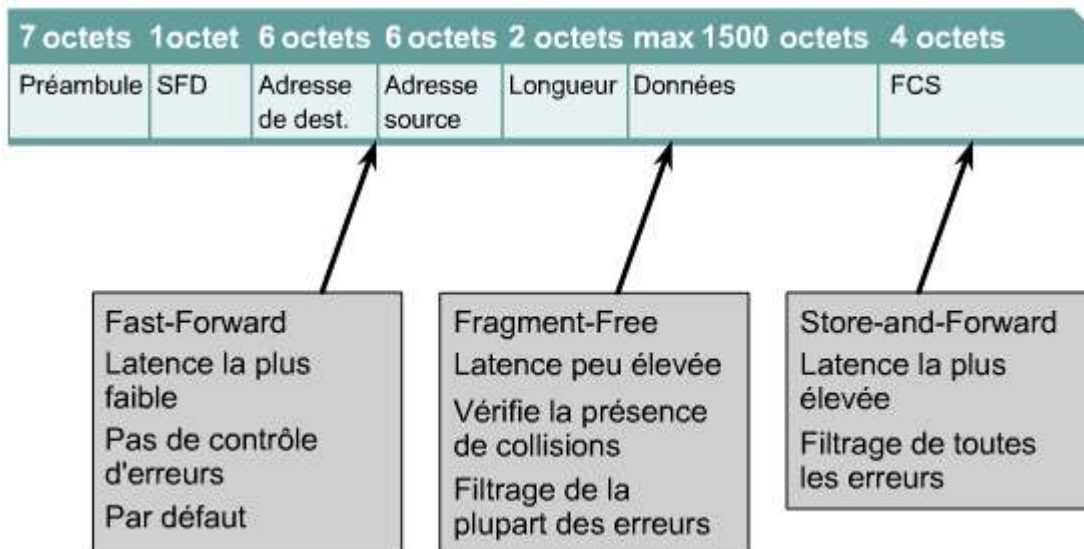 7 octets 1octet 6 octets 6 octets 2 octets max 1500 octets 4 octets
Préambule SFD Adresse de dest. Adresse source Longueur Données FCS
Fast-Forward
Latence la plus
faible
Pas de contrôle
d'erreurs
Par défaut
Fragment-Free
Latence peu élevée
Vérifie la présence
de collisions
Filtrage de la
plupart des erreurs
Store-and-Forward
Latence la plus
élevée
Filtrage de toutes
les erreurs